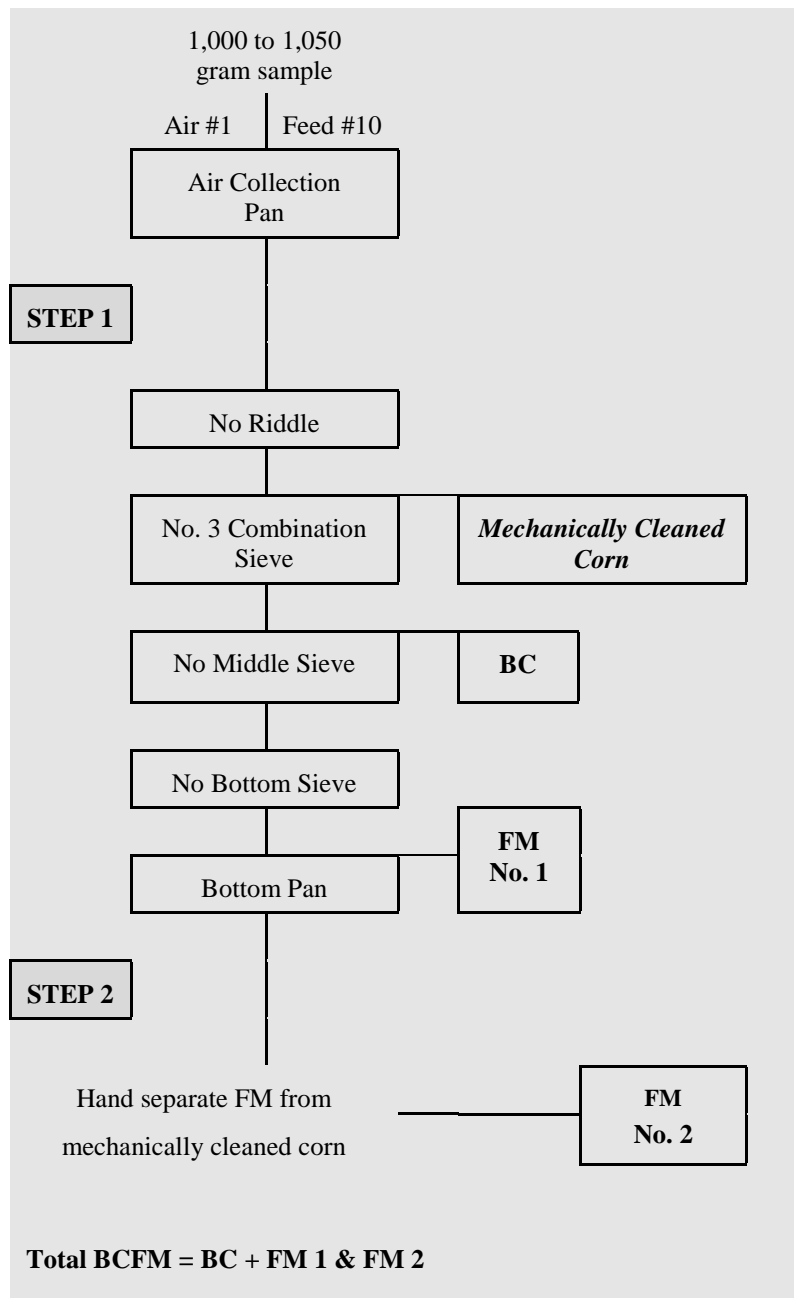 1,000 to 1,050
gram sample
Air #1
Feed #10
Air Collection
Pan
STEP 1
No Riddle
No. 3 Combination
Sieve
Mechanically Cleaned
Corn
No Middle Sieve
BC
No Bottom Sieve
FM
No. 1
Bottom Pan
STEP 2
Hand separate FM from
mechanically cleaned corn
FM
No. 2
Total BCFM = BC + FM 1 & FM 2